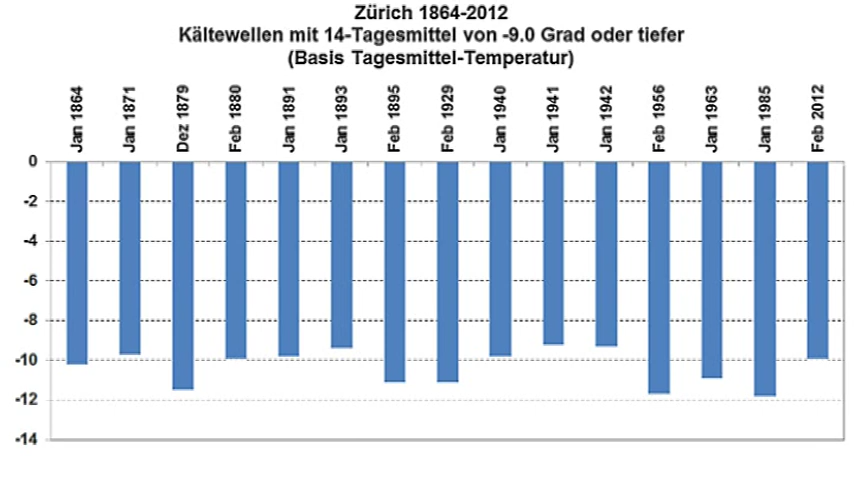 Zürich 1864-2012
Kältewellen mit 14-Tagesmittel von -9.0 Grad oder tiefer
(Basis Tagesmittel-Temperatur)
Jan 1864
Jan 1871
Dez 1879
Feb 1880
Jan 1891
Jan 1893
Feb 1895
Feb 1929
Jan 1940
Jan 1941
Jan 1942
Feb 1956
Jan 1963
Jan 1985
Feb 2012
0
-2
-4
-6
-8
-10
-12
-14